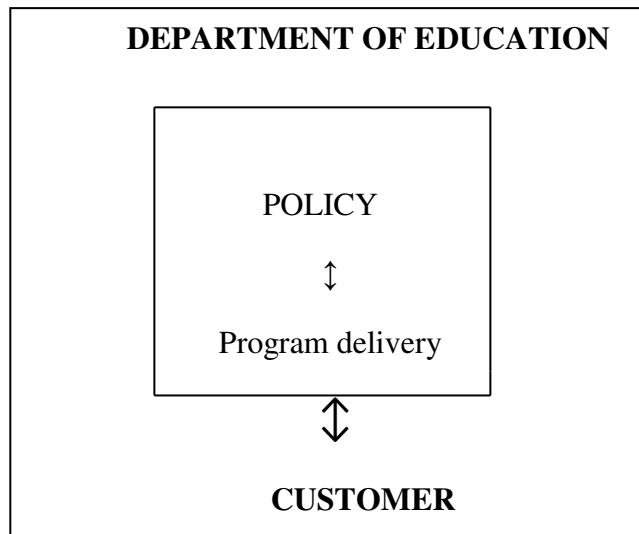 DEPARTMENT OF EDUCATION
POLICY
↕
Program delivery
↕
CUSTOMER